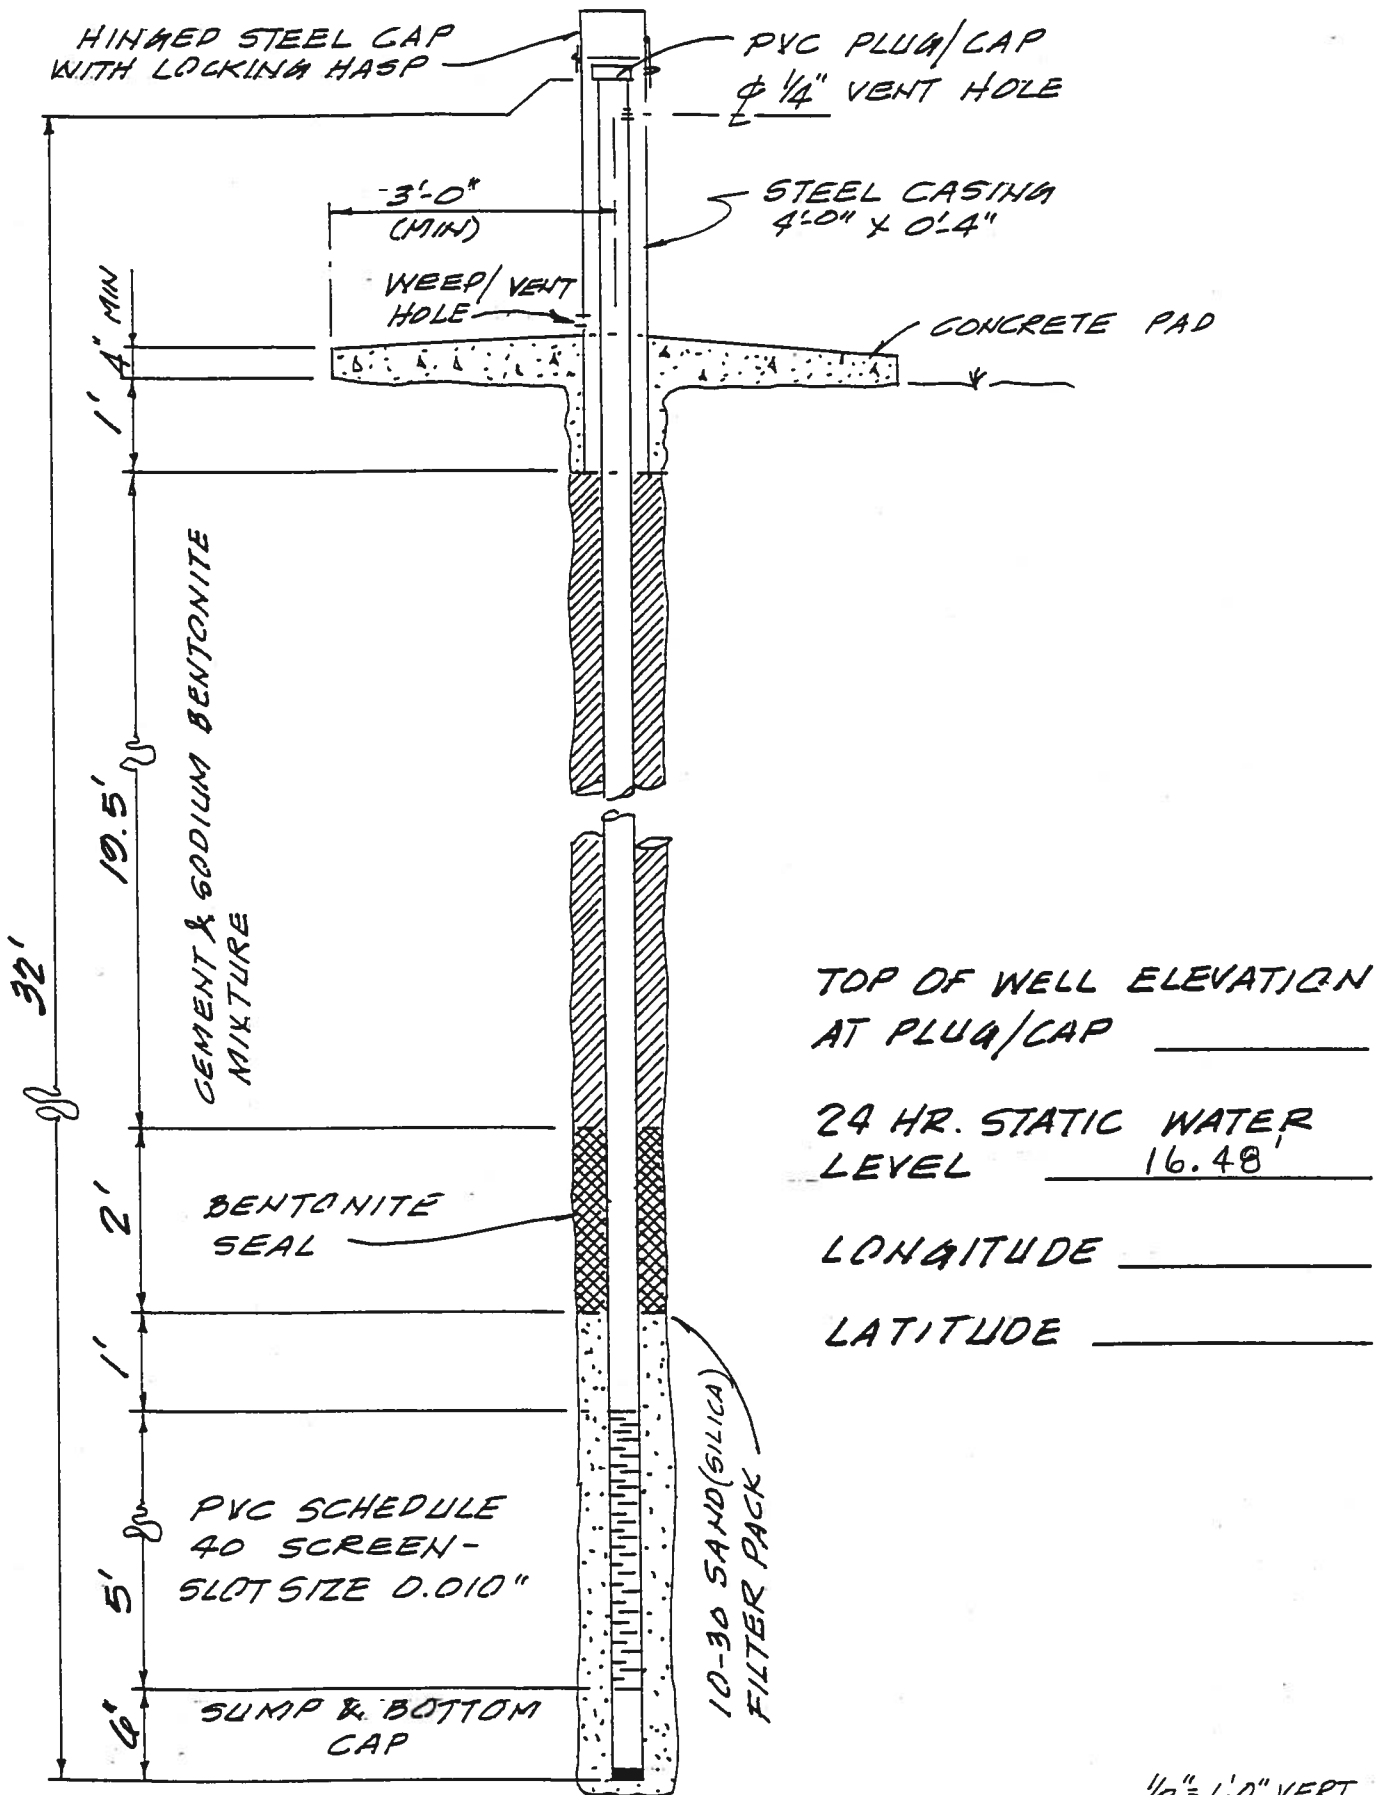 HINGED STEEL CAP
WITH LOCKING HASP
PVC PLUG/CAP
¢ 1/4" VENT HOLE
3'-0"
(MIN)
STEEL CASING
4'-0" X 0'-4"
WEEP/VENT
HOLE
CONCRETE PAD
4" MIN
1'
32'
19.5'
CEMENT & SODIUM BENTONITE
MIXTURE
TOP OF WELL ELEVATION
AT PLUG/CAP
24 HR. STATIC WATER
LEVEL 16.48'
LONGITUDE
LATITUDE
2'
BENTONITE
SEAL
1'
10-30 SAND (SILICA)
FILTER PACK
5'
PVC SCHEDULE
40 SCREEN-
SLOT SIZE 0.010"
6"
SUMP & BOTTOM
CAP